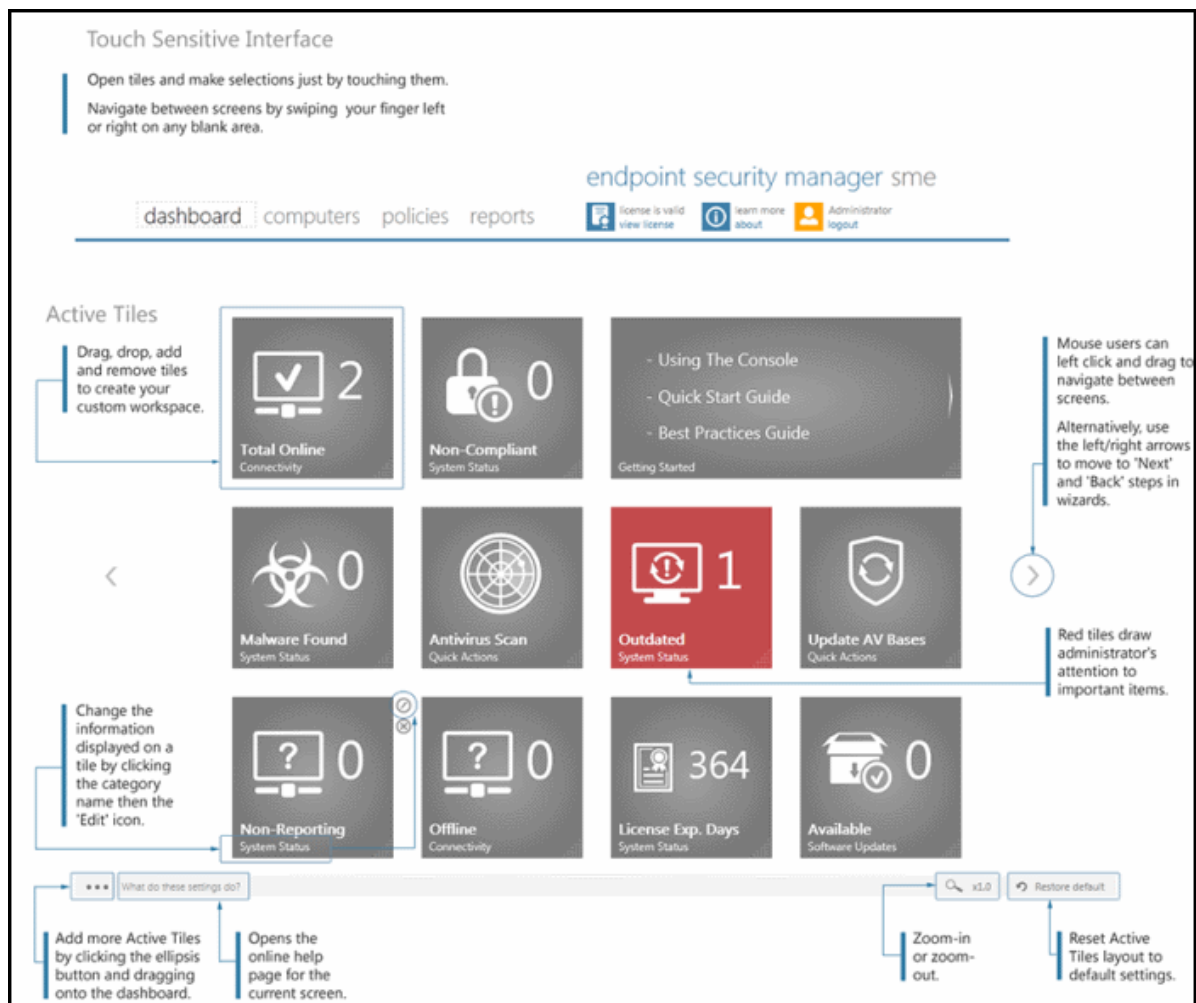 Touch Sensitive Interface
Open tiles and make selections just by touching them.
Navigate between screens by swiping your finger left
or right on any blank area.
endpoint security manager sme
dashboard computers policies reports
license is valid
view license
learn more
about
Administrator
logout
Active Tiles
Drag, drop, add
and remove tiles
to create your
custom workspace.
2
Total Online
Connectivity
0
Non-Compliant
System Status
- Using The Console
- Quick Start Guide
- Best Practices Guide
Getting Started
Mouse users can
left click and drag to
navigate between
screens.
Alternatively, use
the left/right arrows
to move to 'Next'
and 'Back' steps in
wizards.
0
Malware Found
System Status
Antivirus Scan
Quick Actions
1
Outdated
System Status
Update AV Bases
Quick Actions
Red tiles draw
administrator's
attention to
important items.
Change the
information
displayed on a
tile by clicking
the category
name then the
'Edit' icon.
? 0
Non-Reporting
System Status
? 0
Offline
Connectivity
364
License Exp. Days
System Status
0
Available
Software Updates
What do these settings do?
x1.0
Restore default
Add more Active Tiles
by clicking the ellipsis
button and dragging
onto the dashboard.
Opens the
online help
page for the
current screen.
Zoom-in
or zoom-
out.
Reset Active
Tiles layout to
default settings.